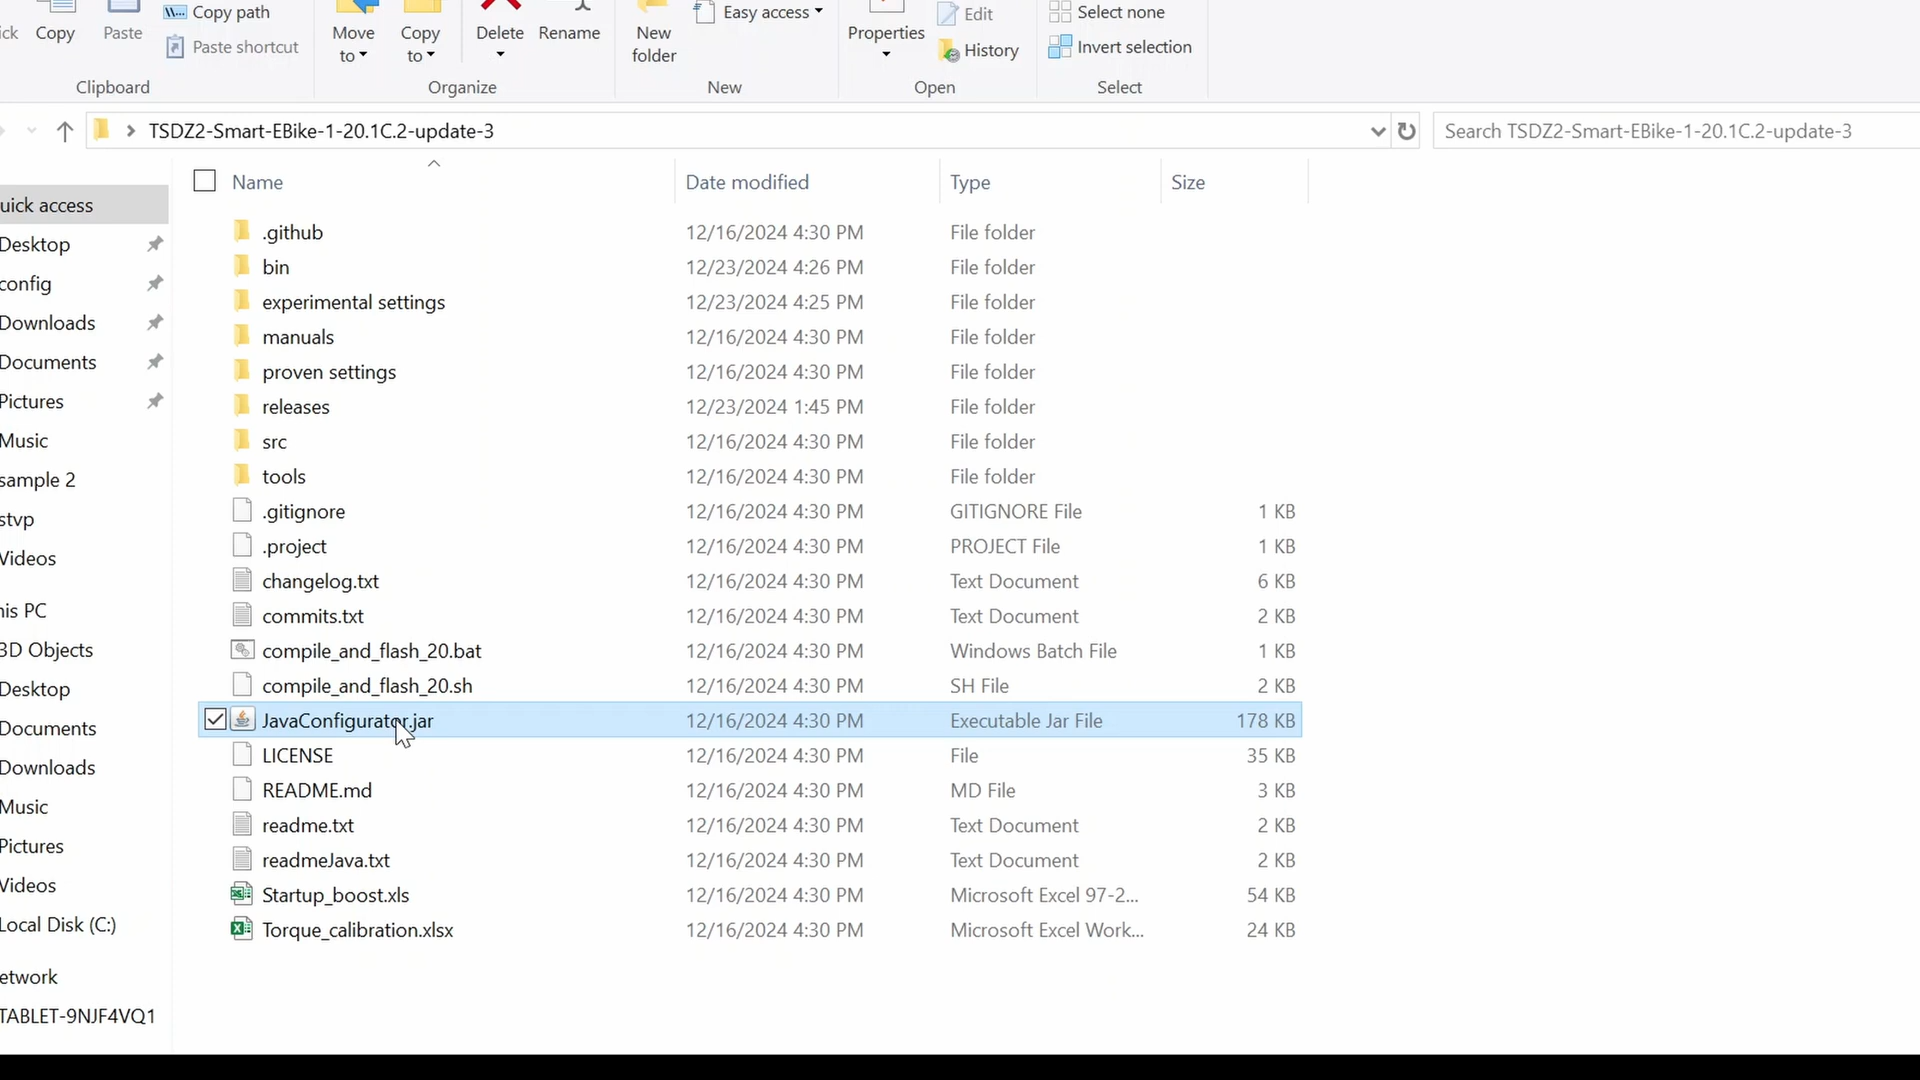 ick
Copy
Paste
Copy path
Paste shortcut
Move to
Copy to
Delete
Rename
New folder
Easy access
Properties
Edit
History
Select none
Invert selection
Clipboard
Organize
New
Open
Select
TSDZ2-Smart-EBike-1-20.1C.2-update-3
Search TSDZ2-Smart-EBike-1-20.1C.2-update-3
Name Date modified Type Size
uick access
Desktop
config
Downloads
Documents
Pictures
Music
sample 2
stvp
Videos
his PC
3D Objects
Desktop
Documents
Downloads
Music
Pictures
Videos
Local Disk (C:)
etwork
TABLET-9NJF4VQ1
.github 12/16/2024 4:30 PM File folder
bin 12/23/2024 4:26 PM File folder
experimental settings 12/23/2024 4:25 PM File folder
manuals 12/16/2024 4:30 PM File folder
proven settings 12/16/2024 4:30 PM File folder
releases 12/23/2024 1:45 PM File folder
src 12/16/2024 4:30 PM File folder
tools 12/16/2024 4:30 PM File folder
.gitignore 12/16/2024 4:30 PM GITIGNORE File 1 KB
.project 12/16/2024 4:30 PM PROJECT File 1 KB
changelog.txt 12/16/2024 4:30 PM Text Document 6 KB
commits.txt 12/16/2024 4:30 PM Text Document 2 KB
compile_and_flash_20.bat 12/16/2024 4:30 PM Windows Batch File 1 KB
compile_and_flash_20.sh 12/16/2024 4:30 PM SH File 2 KB
JavaConfigurator.jar 12/16/2024 4:30 PM Executable Jar File 178 KB
LICENSE 12/16/2024 4:30 PM File 35 KB
README.md 12/16/2024 4:30 PM MD File 3 KB
readme.txt 12/16/2024 4:30 PM Text Document 2 KB
readmeJava.txt 12/16/2024 4:30 PM Text Document 2 KB
Startup_boost.xls 12/16/2024 4:30 PM Microsoft Excel 97-2... 54 KB
Torque_calibration.xlsx 12/16/2024 4:30 PM Microsoft Excel Work... 24 KB